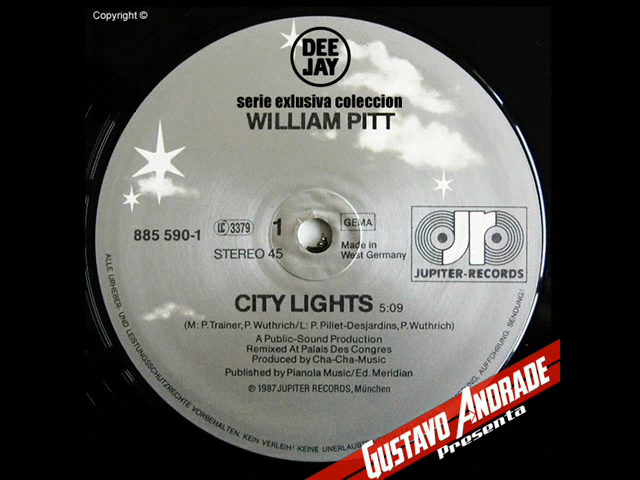 Copyright ©
DEE
JAY
serie exlusiva coleccion
WILLIAM PITT
885 590-1
LC 3379
STEREO 45
1
GEMA
Made in
West Germany
jr
JUPITER-RECORDS
CITY LIGHTS 5:09
(M: P. Trainer, P. Wuthrich/L: P. Pillet-Desjardins, P. Wuthrich)
A Public-Sound Production
Remixed At Palais Des Congres
Produced by Cha-Cha-Music
Published by Pianola Music/Ed. Meridian
℗ 1987 JUPITER RECORDS, München
ALLE URHEBER- UND LEISTUNGSSCHUTZRECHTE VORBEHALTEN. KEIN VERLEIH! KEINE UNERLAUBT
AUFFÜHRUNG, SENDUNG!
GUSTAVO ANDRADE
Presenta